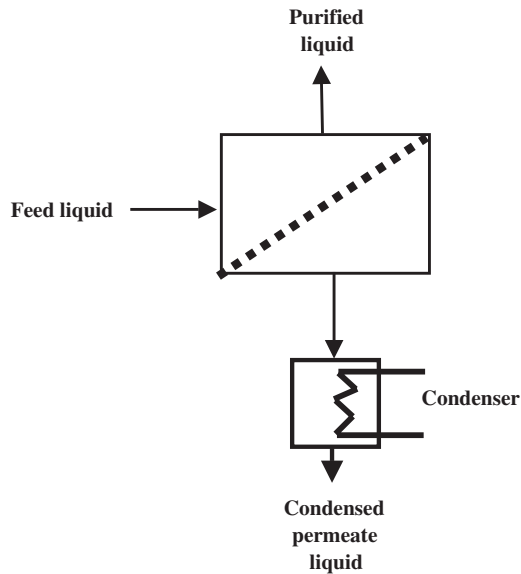 Purified
liquid
Feed liquid
Condenser
Condensed
permeate
liquid